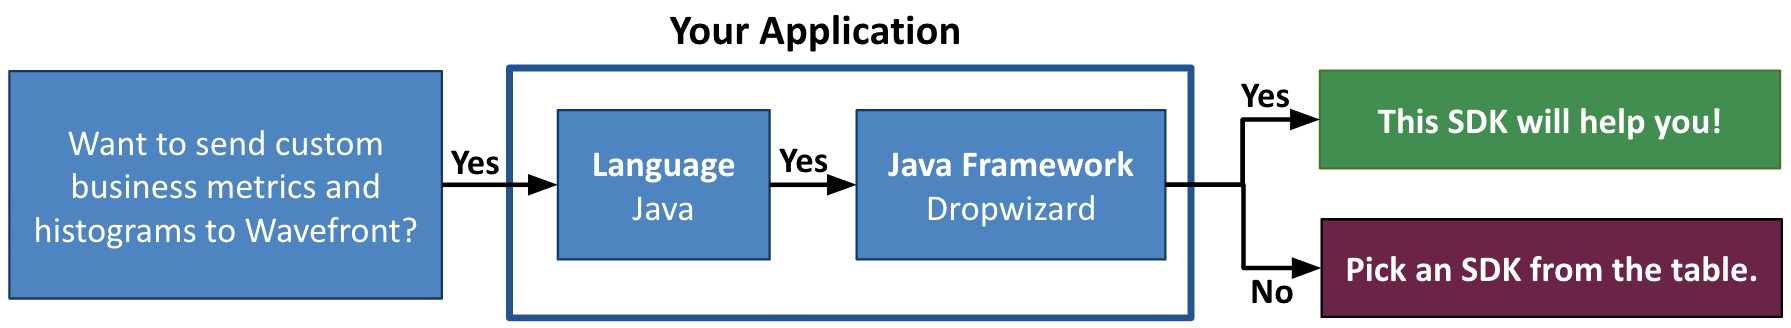 Your Application
Want to send custom
business metrics and
histograms to Wavefront?
Yes
Language
Java
Yes
Java Framework
Dropwizard
Yes
This SDK will help you!
No
Pick an SDK from the table.